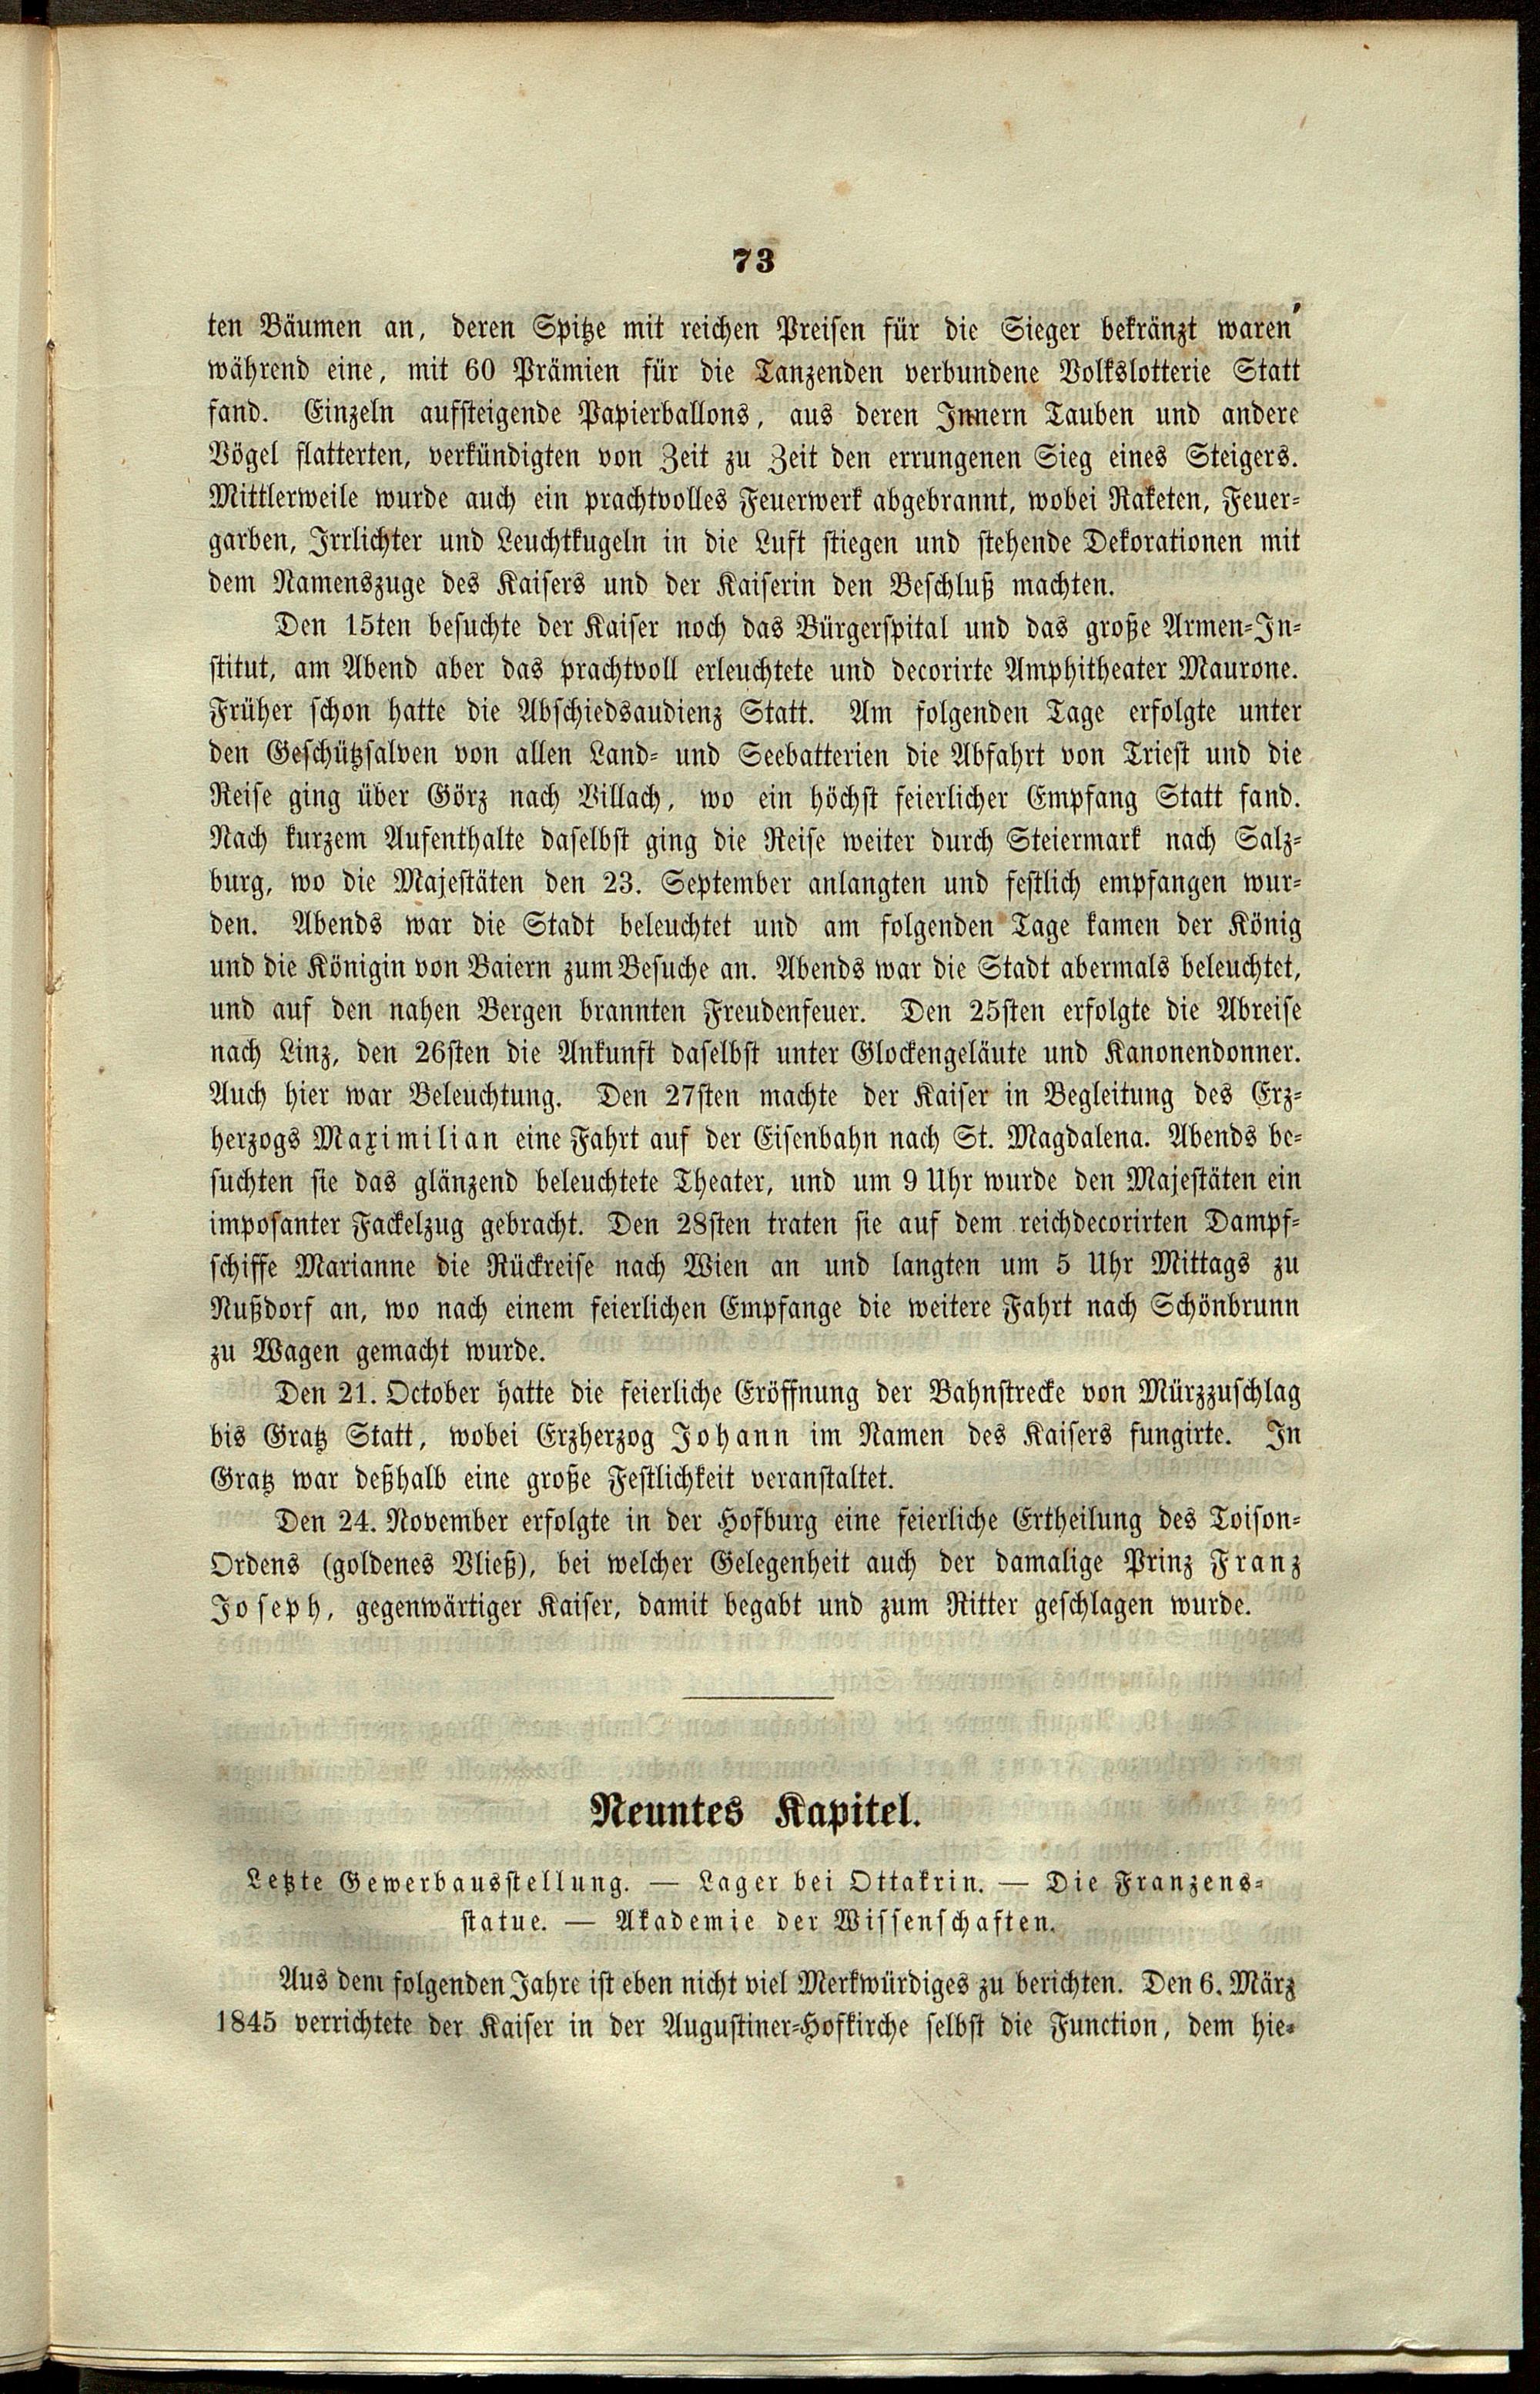 73
ten Bäumen an, deren Spitze mit reichen Preisen für die Sieger bekränzt waren'
während eine, mit 60 Prämien für die Tanzenden verbundene Volkslotterie Statt
fand. Einzeln aufsteigende Papierballons, aus deren Innern Tauben und andere
Vögel flatterten, verkündigten von Zeit zu Zeit den errungenen Sieg eines Steigers.
Mittlerweile wurde auch ein prachtvolles Feuerwerk abgebrannt, wobei Raketen, Feuer-
garben, Irrlichter und Leuchtkugeln in die Luft stiegen und stehende Dekorationen mit
dem Namenszuge des Kaisers und der Kaiserin den Beschluß machten.
Den 15ten besuchte der Kaiser noch das Bürgerspital und das große Armen-In-
stitut, am Abend aber das prachtvoll erleuchtete und decorirte Amphitheater Maurone.
Früher schon hatte die Abschiedsaudienz Statt. Am folgenden Tage erfolgte unter
den Geschützsalven von allen Land- und Seebatterien die Abfahrt von Triest und die
Reise ging über Görz nach Villach, wo ein höchst feierlicher Empfang Statt fand.
Nach kurzem Aufenthalte daselbst ging die Reise weiter durch Steiermark nach Salz-
burg, wo die Majestäten den 23. September anlangten und festlich empfangen wur-
den. Abends war die Stadt beleuchtet und am folgenden Tage kamen der König
und die Königin von Baiern zum Besuche an. Abends war die Stadt abermals beleuchtet,
und auf den nahen Bergen brannten Freudenfeuer. Den 25sten erfolgte die Abreise
nach Linz, den 26sten die Ankunft daselbst unter Glockengeläute und Kanonendonner.
Auch hier war Beleuchtung. Den 27sten machte der Kaiser in Begleitung des Erz-
herzogs Maximilian eine Fahrt auf der Eisenbahn nach St. Magdalena. Abends be-
suchten sie das glänzend beleuchtete Theater, und um 9 Uhr wurde den Majestäten ein
imposanter Fackelzug gebracht. Den 28sten traten sie auf dem reichdecorirten Dampf-
schiffe Marianne die Rückreise nach Wien an und langten um 5 Uhr Mittags zu
Nußdorf an, wo nach einem feierlichen Empfange die weitere Fahrt nach Schönbrunn
zu Wagen gemacht wurde.
Den 21. October hatte die feierliche Eröffnung der Bahnstrecke von Mürzzuschlag
bis Gratz Statt, wobei Erzherzog Johann im Namen des Kaisers fungirte. In
Gratz war deßhalb eine große Festlichkeit veranstaltet.
Den 24. November erfolgte in der Hofburg eine feierliche Ertheilung des Toison-
Ordens (goldenes Vließ), bei welcher Gelegenheit auch der damalige Prinz Franz
Joseph, gegenwärtiger Kaiser, damit begabt und zum Ritter geschlagen wurde.
Neuntes Kapitel.
Letzte Gewerbausstellung. — Lager bei Ottakrin. — Die Franzens-
statue. — Akademie der Wissenschaften.
Aus dem folgenden Jahre ist eben nicht viel Merkwürdiges zu berichten. Den 6. März
1845 verrichtete der Kaiser in der Augustiner-Hofkirche selbst die Function, dem hie-